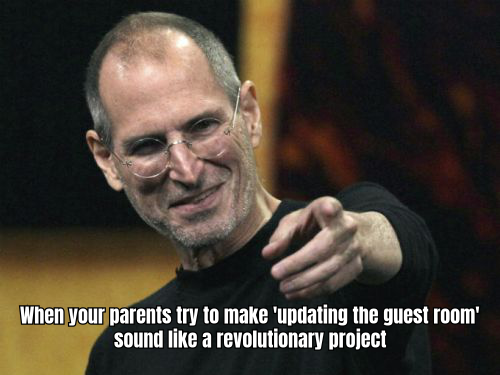 When your parents try to make 'updating the guest room'
sound like a revolutionary project